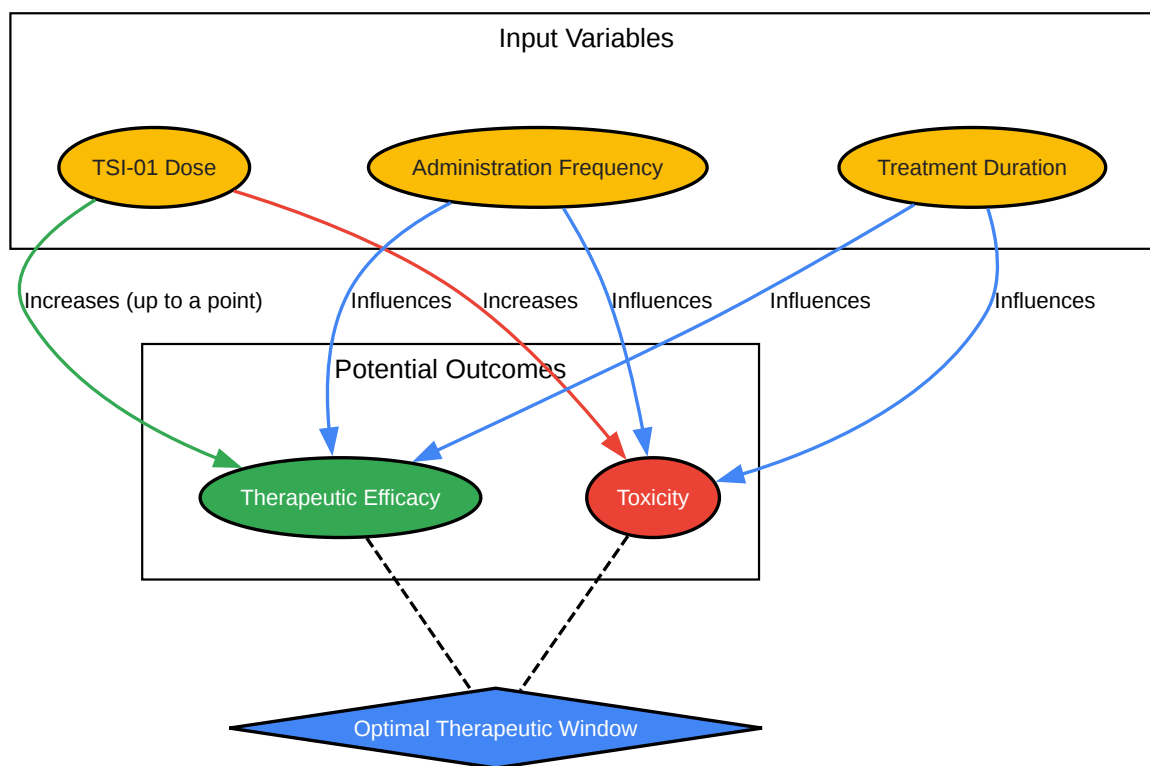 Input Variables
TSI-01 Dose
Administration Frequency
Treatment Duration
Increases (up to a point)
Influences
Increases
Influences
Influences
Influences
Potential Outcomes
Therapeutic Efficacy
Toxicity
Optimal Therapeutic Window